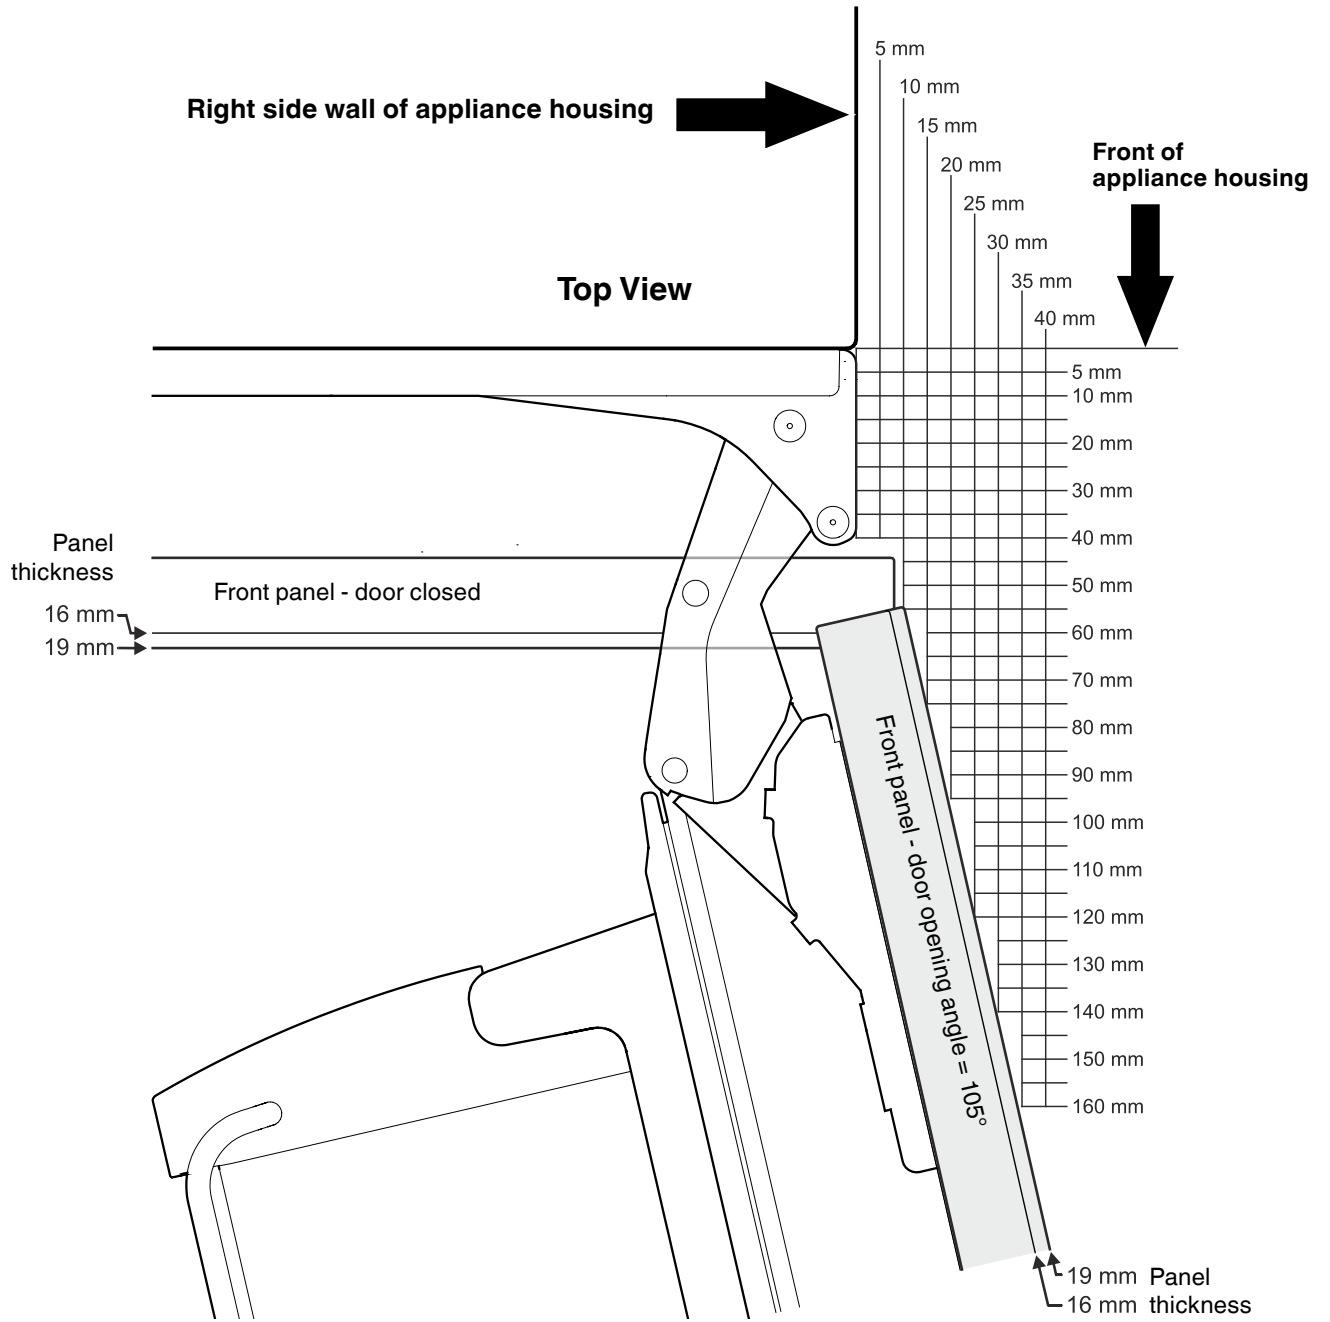 5 mm
10 mm
Right side wall of appliance housing
15 mm
Front of
appliance housing
20 mm
25 mm
30 mm
35 mm
Top View
40 mm
5 mm
10 mm
20 mm
30 mm
40 mm
50 mm
60 mm
70 mm
80 mm
90 mm
100 mm
110 mm
120 mm
130 mm
140 mm
150 mm
160 mm
Panel
thickness
16 mm
19 mm
Front panel - door closed
Front panel - door opening angle = 105°
19 mm Panel
16 mm thickness